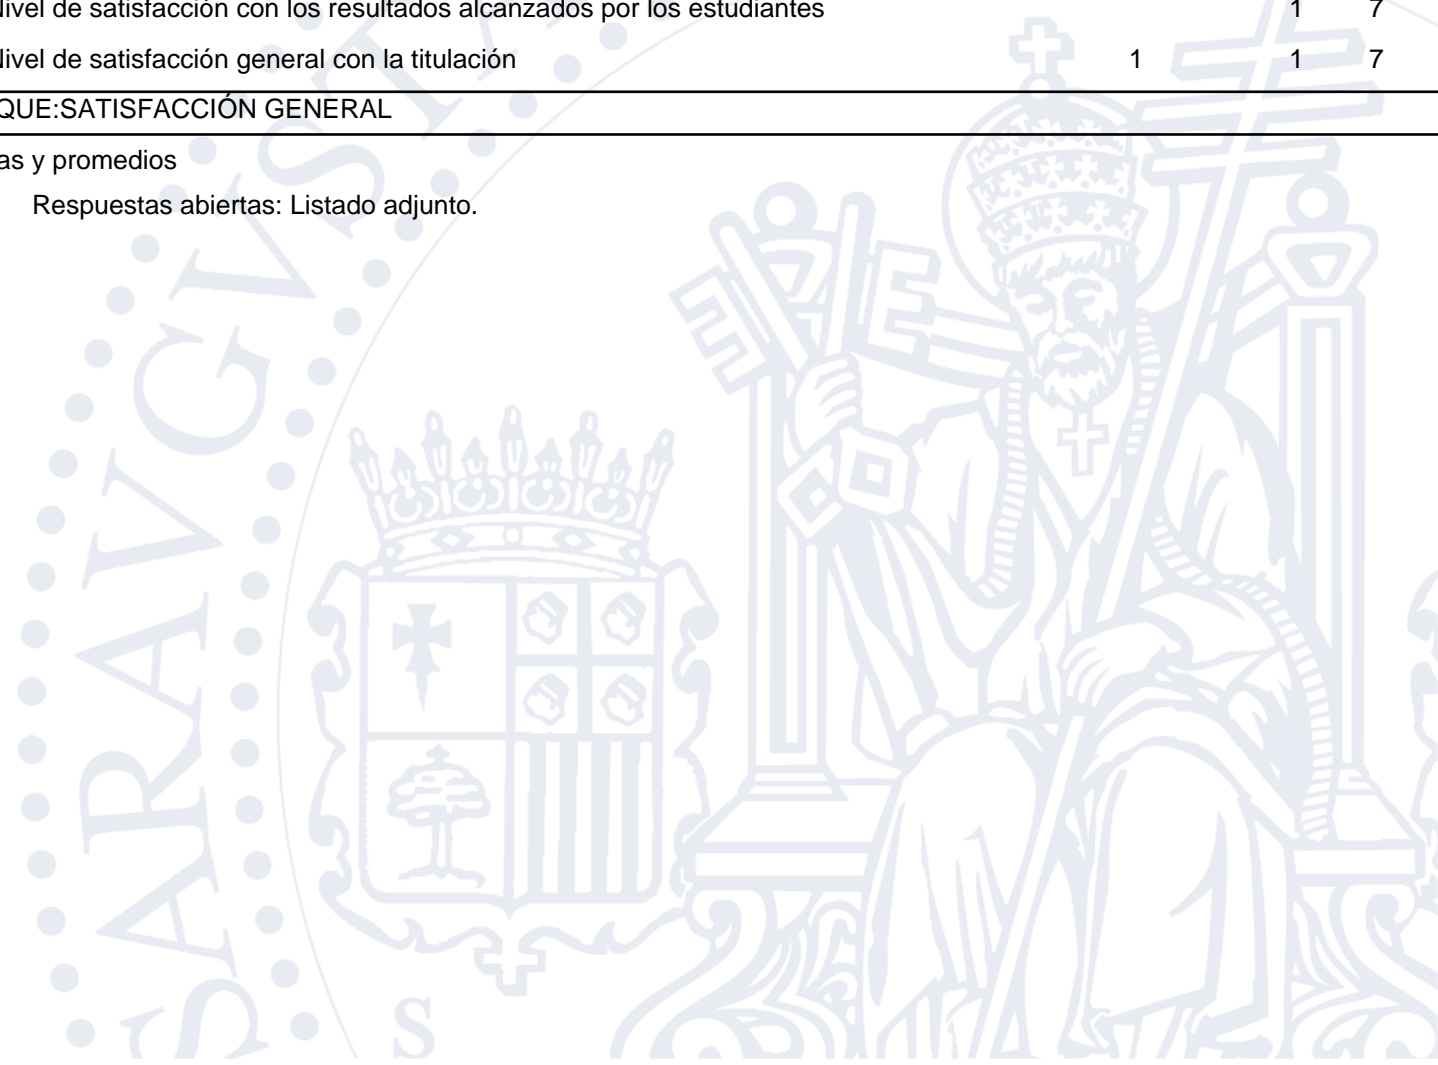 Nivel de satisfacción con los resultados alcanzados por los estudiantes 1 7
Nivel de satisfacción general con la titulación 1 1 7
QUE:SATISFACCIÓN GENERAL
as y promedios
Respuestas abiertas: Listado adjunto.
SARAVGVST
S